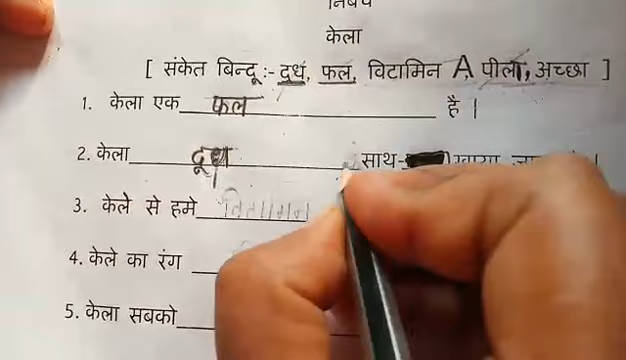 निबंध
केला
[ संकेत बिन्दू :- दुध, फल, विटामिन A, पीला, अच्छा ]
1. केला एक फल है |
2. केला दूध साथ-
3. केले से हमे विटामिन
4. केले का रंग
5. केला सबको